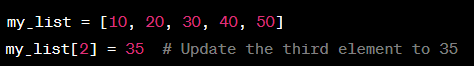 my_list = [10, 20, 30, 40, 50]
my_list[2] = 35  # Update the third element to 35